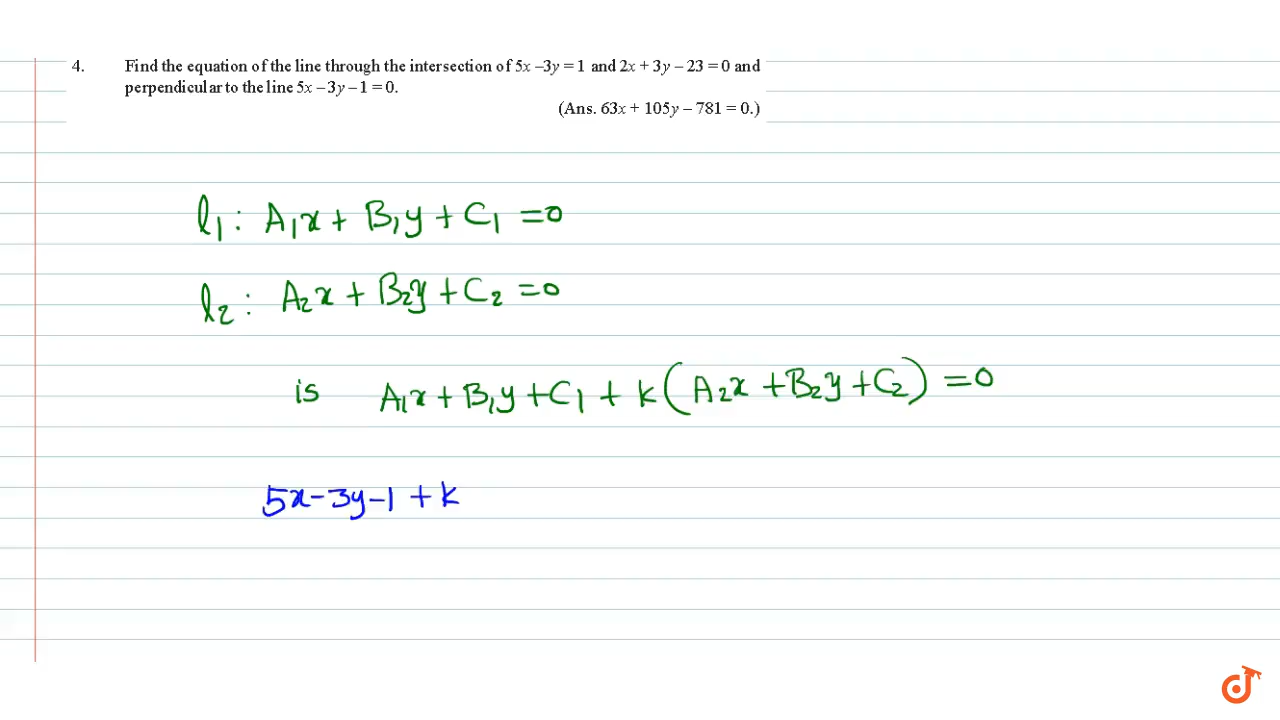 4. Find the equation of the line through the intersection of 5x –3y = 1 and 2x + 3y – 23 = 0 and
perpendicular to the line 5x – 3y – 1 = 0.
(Ans. 63x + 105y – 781 = 0.)
l₁ : A₁x + B₁y + C₁ = 0
l₂ : A₂x + B₂y + C₂ = 0
is A₁x + B₁y + C₁ + k (A₂x + B₂y + C₂) = 0
5x - 3y - 1 + k